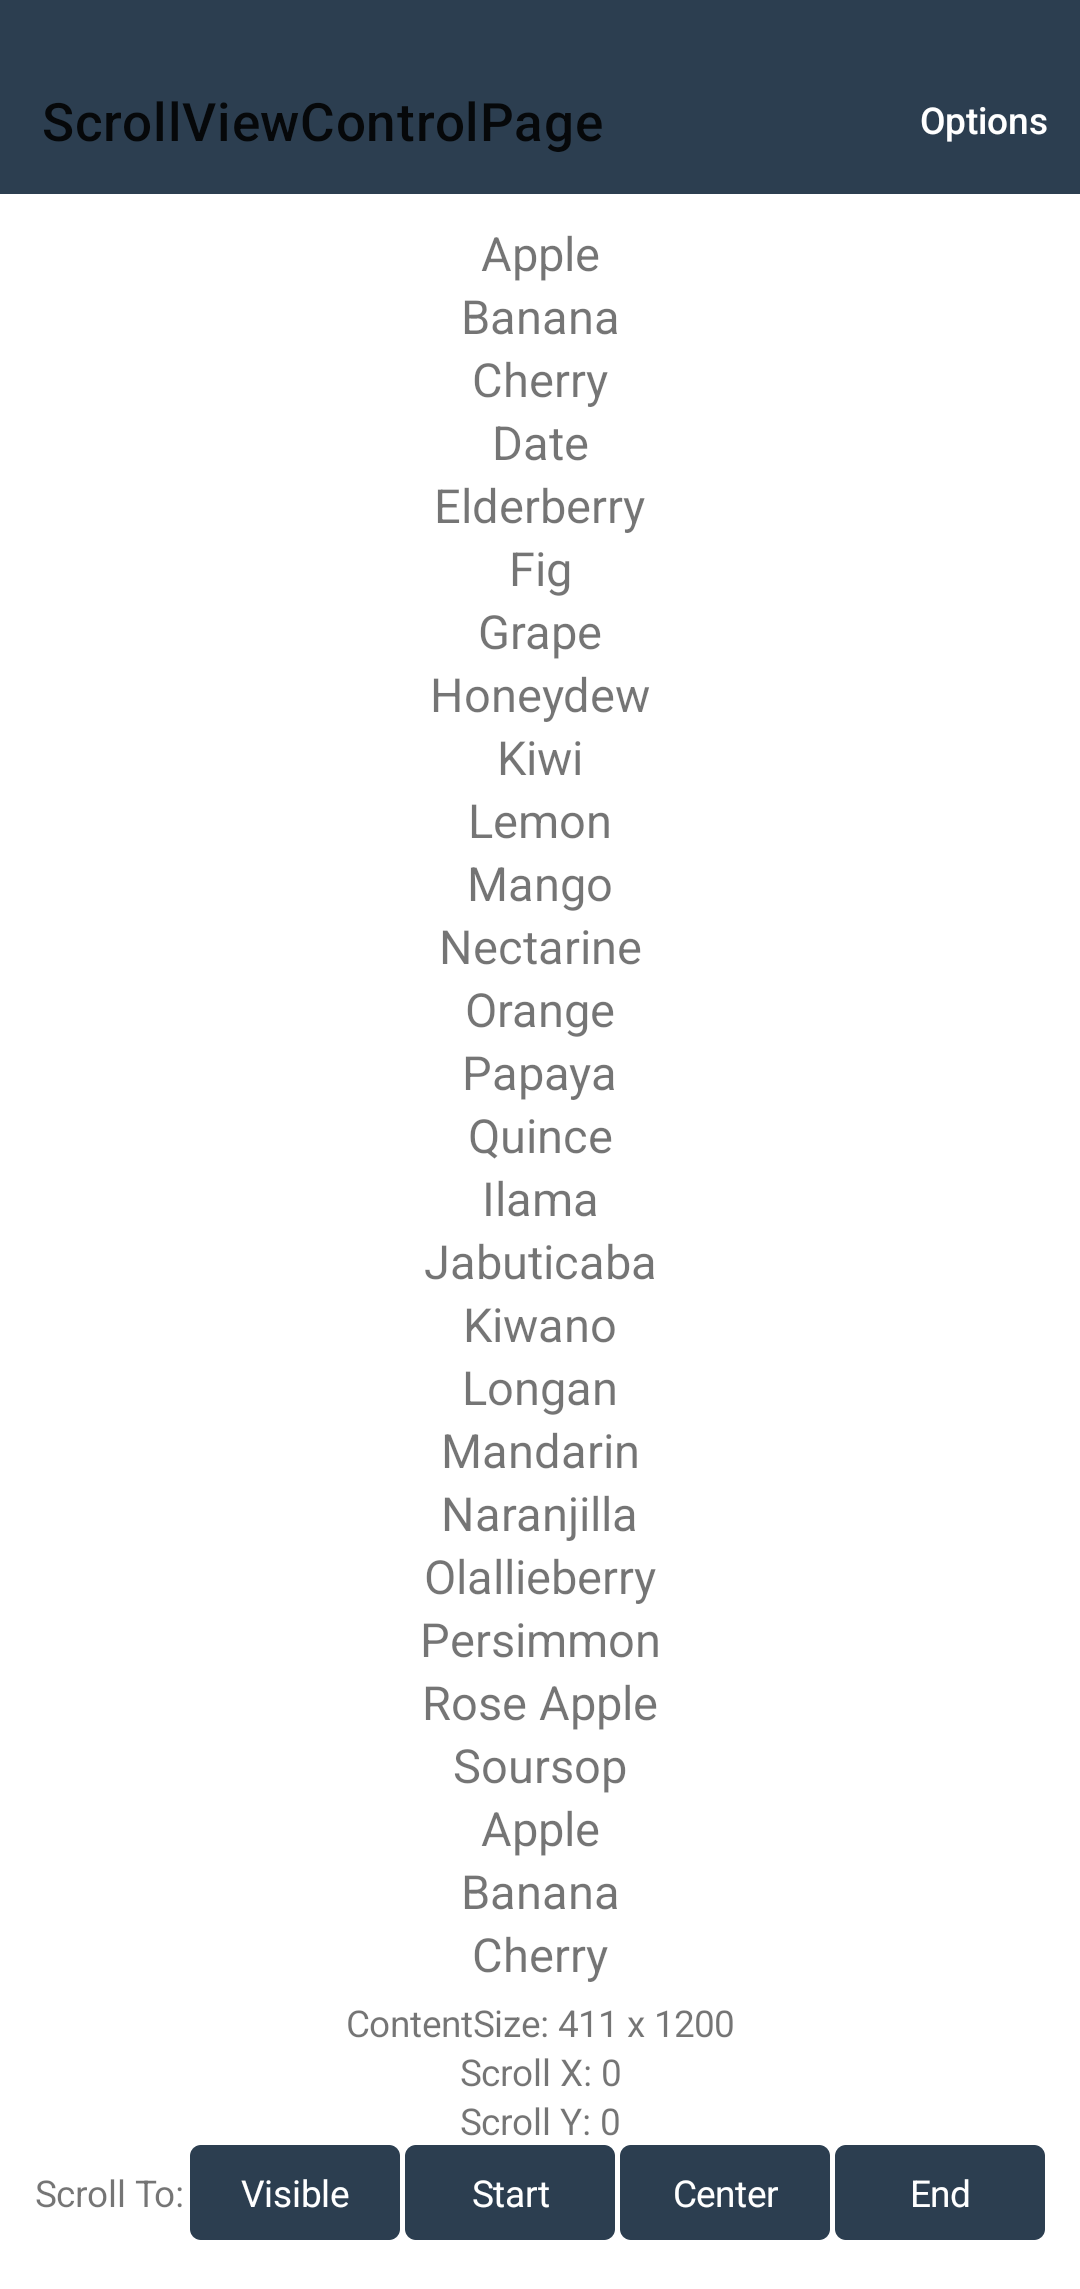 ScrollViewControlPage Options
Apple
Banana
Cherry
Date
Elderberry
Fig
Grape
Honeydew
Kiwi
Lemon
Mango
Nectarine
Orange
Papaya
Quince
Ilama
Jabuticaba
Kiwano
Longan
Mandarin
Naranjilla
Olallieberry
Persimmon
Rose Apple
Soursop
Apple
Banana
Cherry
ContentSize: 411 x 1200
Scroll X: 0
Scroll Y: 0
Scroll To: Visible Start Center End